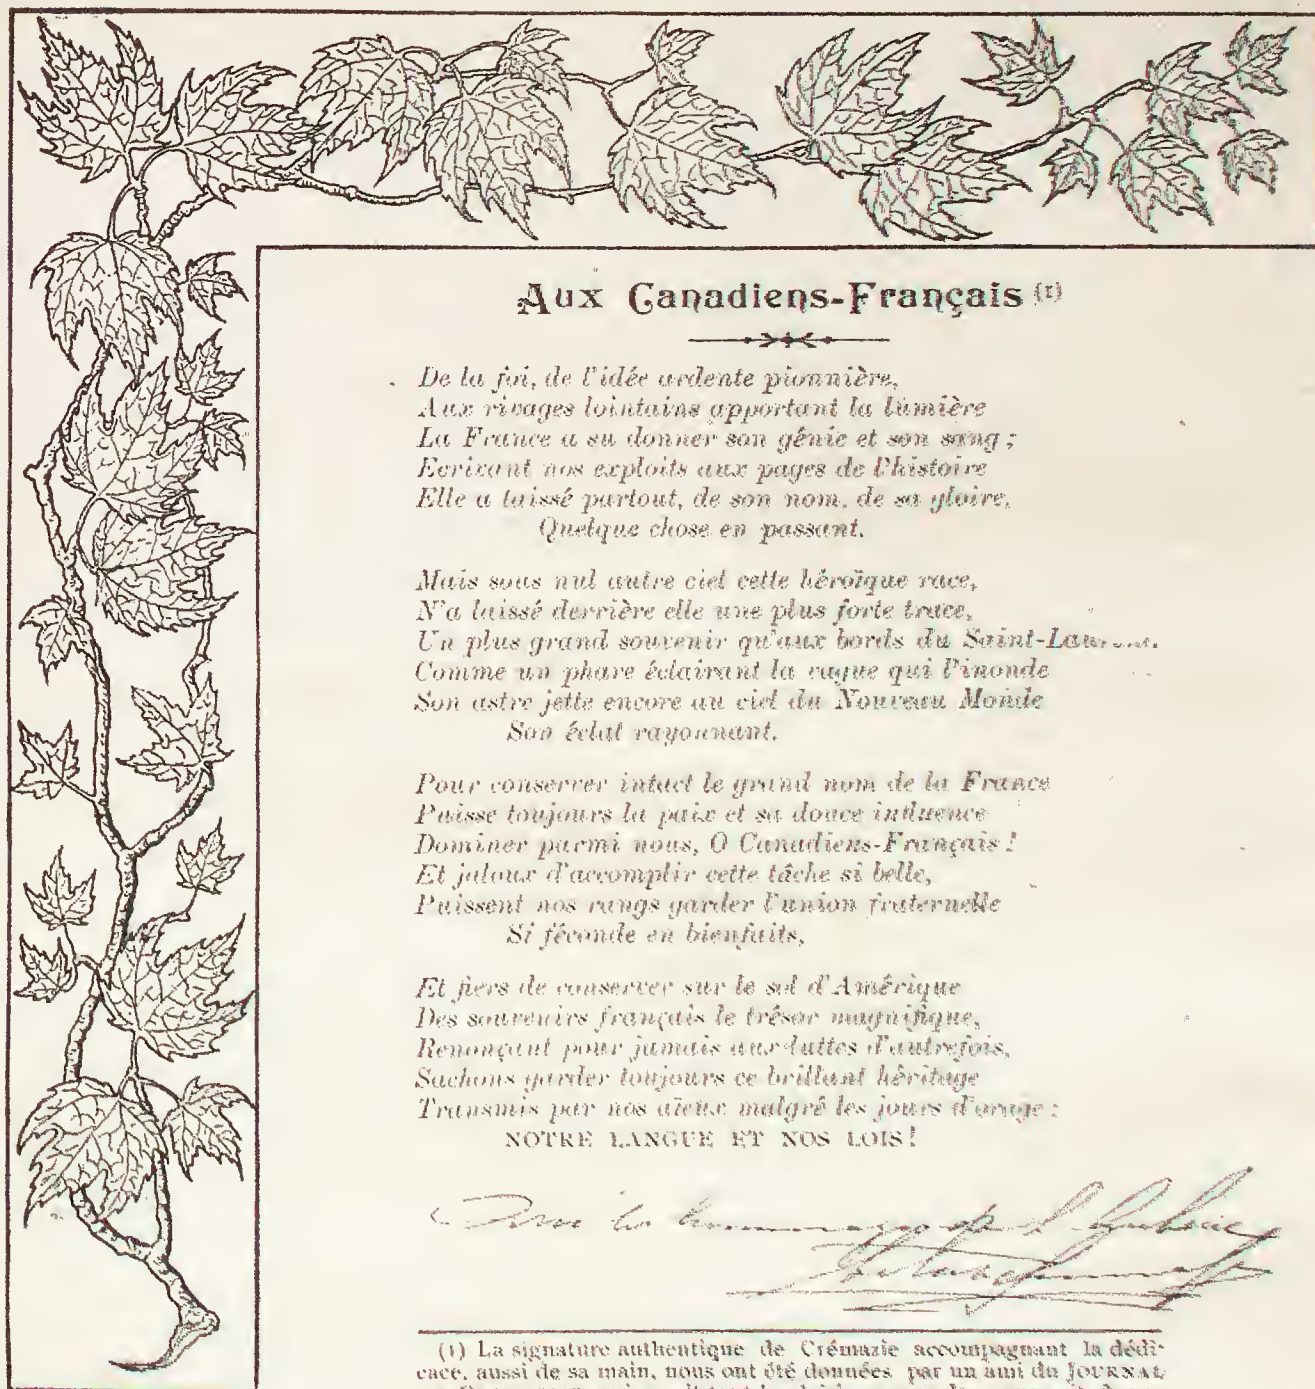 Aux Canadiens-Français (1)
De la foi, de l'idée ardente pionnière,
Aux rivages lointains apportant la lumière
La France a su donner son génie et son sang ;
Ecrivant nos exploits aux pages de l'histoire
Elle a laissé partout, de son nom, de sa gloire,
Quelque chose en passant.
Mais sous nul autre ciel cette héroïque race,
N'a laissé derrière elle une plus forte trace,
Un plus grand souvenir qu'aux bords du Saint-Laurent.
Comme un phare éclairant la vague qui l'inonde
Son astre jette encore au ciel du Nouveau Monde
Son éclat rayonnant.
Pour conserver intact le grand nom de la France
Puisse toujours la paix et sa douce influence
Dominer parmi nous, O Canadiens-Français !
Et jaloux d'accomplir cette tâche si belle,
Puissent nos rangs garder l'union fraternelle
Si féconde en bienfaits,
Et fiers de conserver sur le sol d'Amérique
Des souvenirs français le trésor magnifique,
Renonçant pour jamais aux luttes d'autrefois,
Sachons garder toujours ce brillant héritage
Transmis par nos aïeux malgré les jours d'orage :
NOTRE LANGUE ET NOS LOIS !
les hommages
(1) La signature authentique de Crémazie accompagnant la dédi-
cace, aussi de sa main, nous ont été données par un ami du JOURNAL